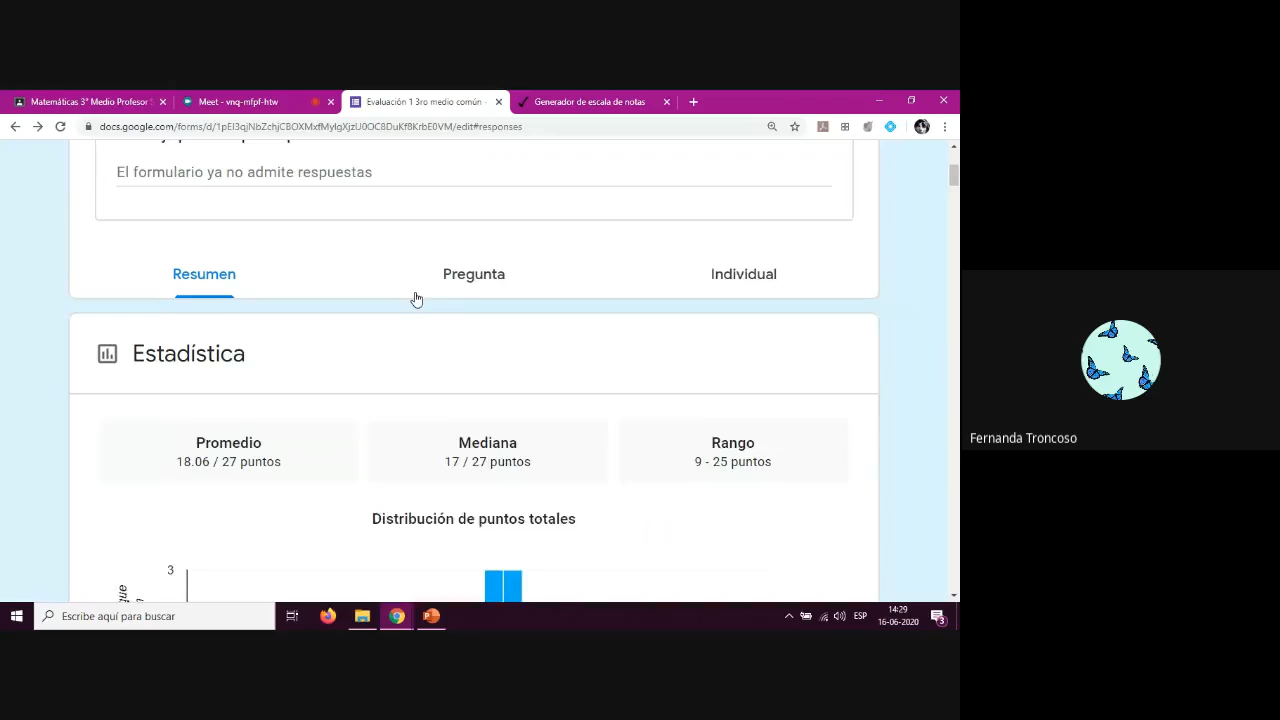 Matemáticas 3° Medio Profesor
Meet - vnq-mfpf-htw
Evaluación 1 3ro medio común -
Generador de escala de notas
docs.google.com/forms/d/1pEI3qjNbZchjCBOXMxfMylgXjzU0OC8DuKf8KrbE0VM/edit#responses
El formulario ya no admite respuestas
Resumen
Pregunta
Individual
Estadística
Promedio
18.06 / 27 puntos
Mediana
17 / 27 puntos
Rango
9 - 25 puntos
Distribución de puntos totales
3
Fernanda Troncoso
Escribe aquí para buscar
ESP
14:29
16-06-2020
3